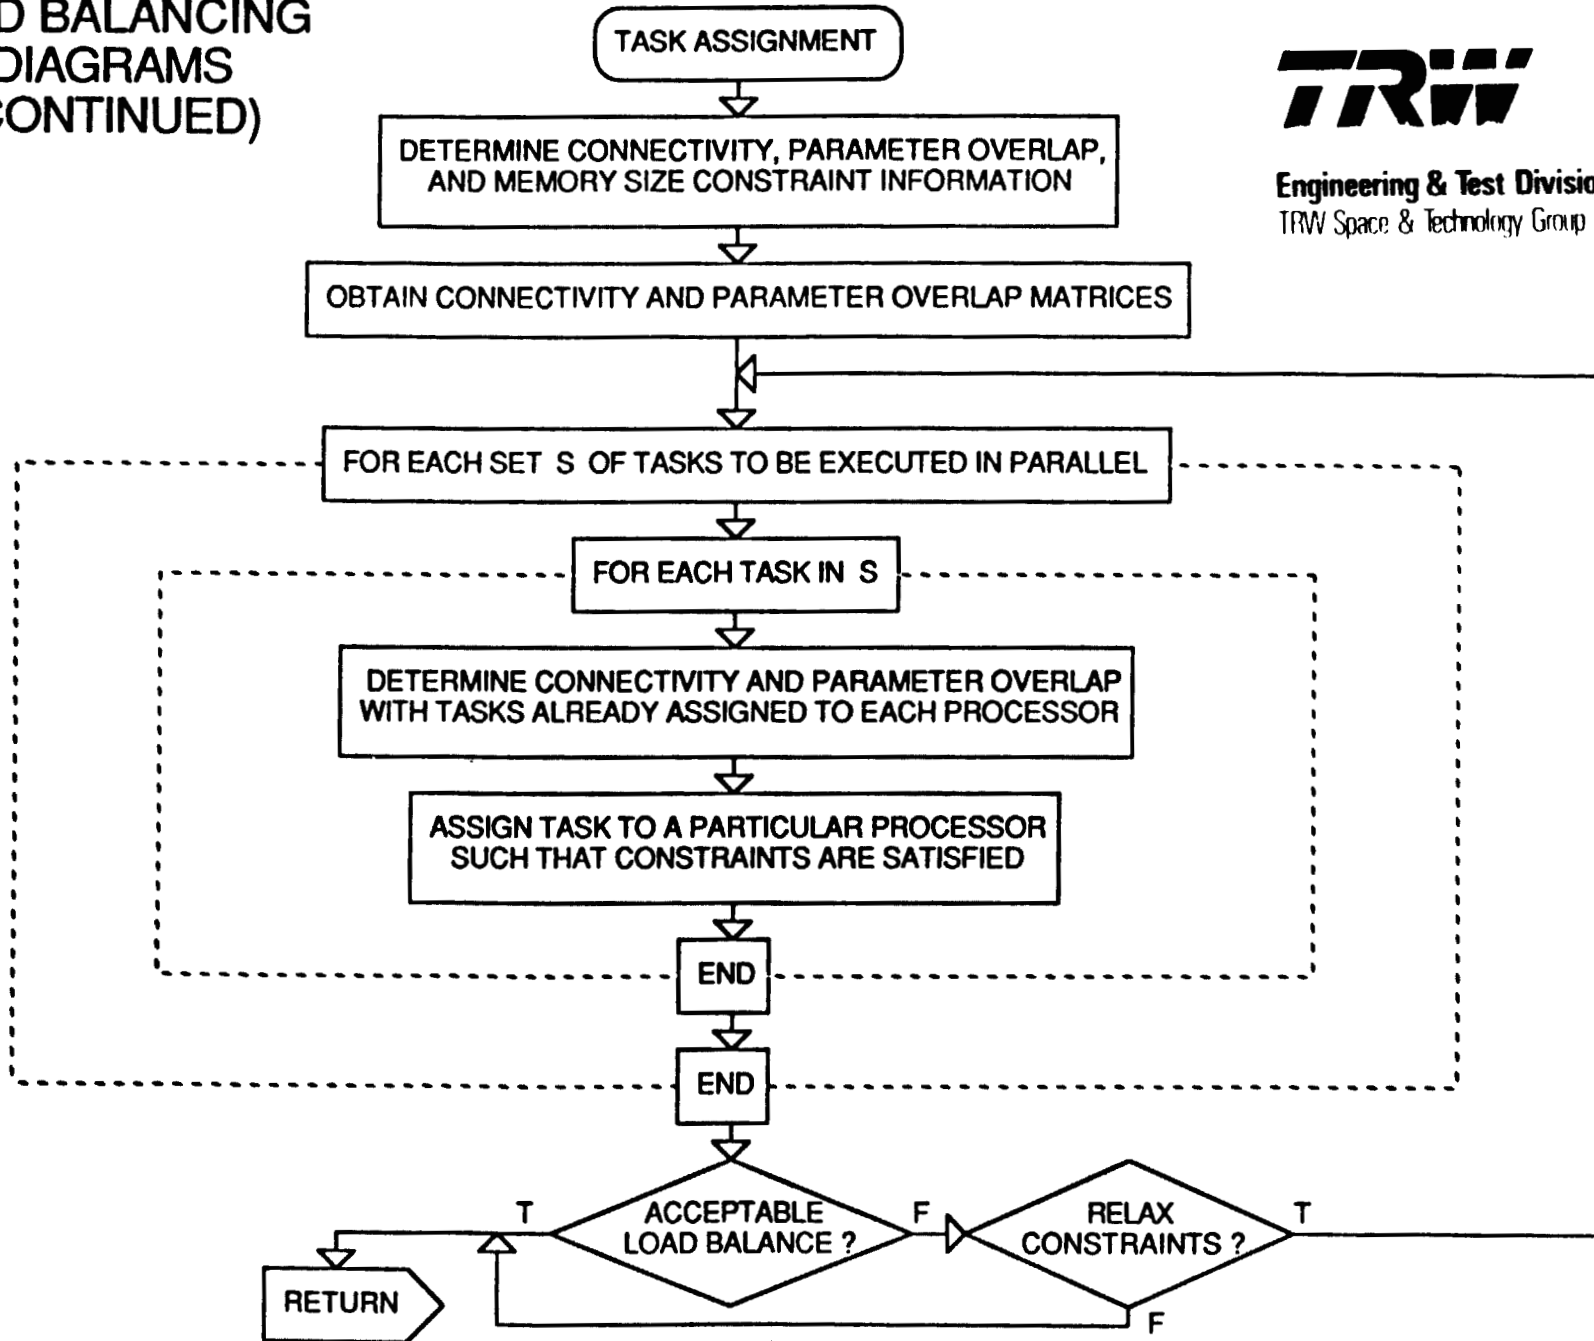 D BALANCING
DIAGRAMS
CONTINUED)
TASK ASSIGNMENT
TRW
Engineering & Test Divisio
TRW Space & Technology Group
DETERMINE CONNECTIVITY, PARAMETER OVERLAP,
AND MEMORY SIZE CONSTRAINT INFORMATION
OBTAIN CONNECTIVITY AND PARAMETER OVERLAP MATRICES
FOR EACH SET S OF TASKS TO BE EXECUTED IN PARALLEL
FOR EACH TASK IN S
DETERMINE CONNECTIVITY AND PARAMETER OVERLAP
WITH TASKS ALREADY ASSIGNED TO EACH PROCESSOR
ASSIGN TASK TO A PARTICULAR PROCESSOR
SUCH THAT CONSTRAINTS ARE SATISFIED
END
END
T
ACCEPTABLE
LOAD BALANCE ?
F
RELAX
CONSTRAINTS ?
T
RETURN
F